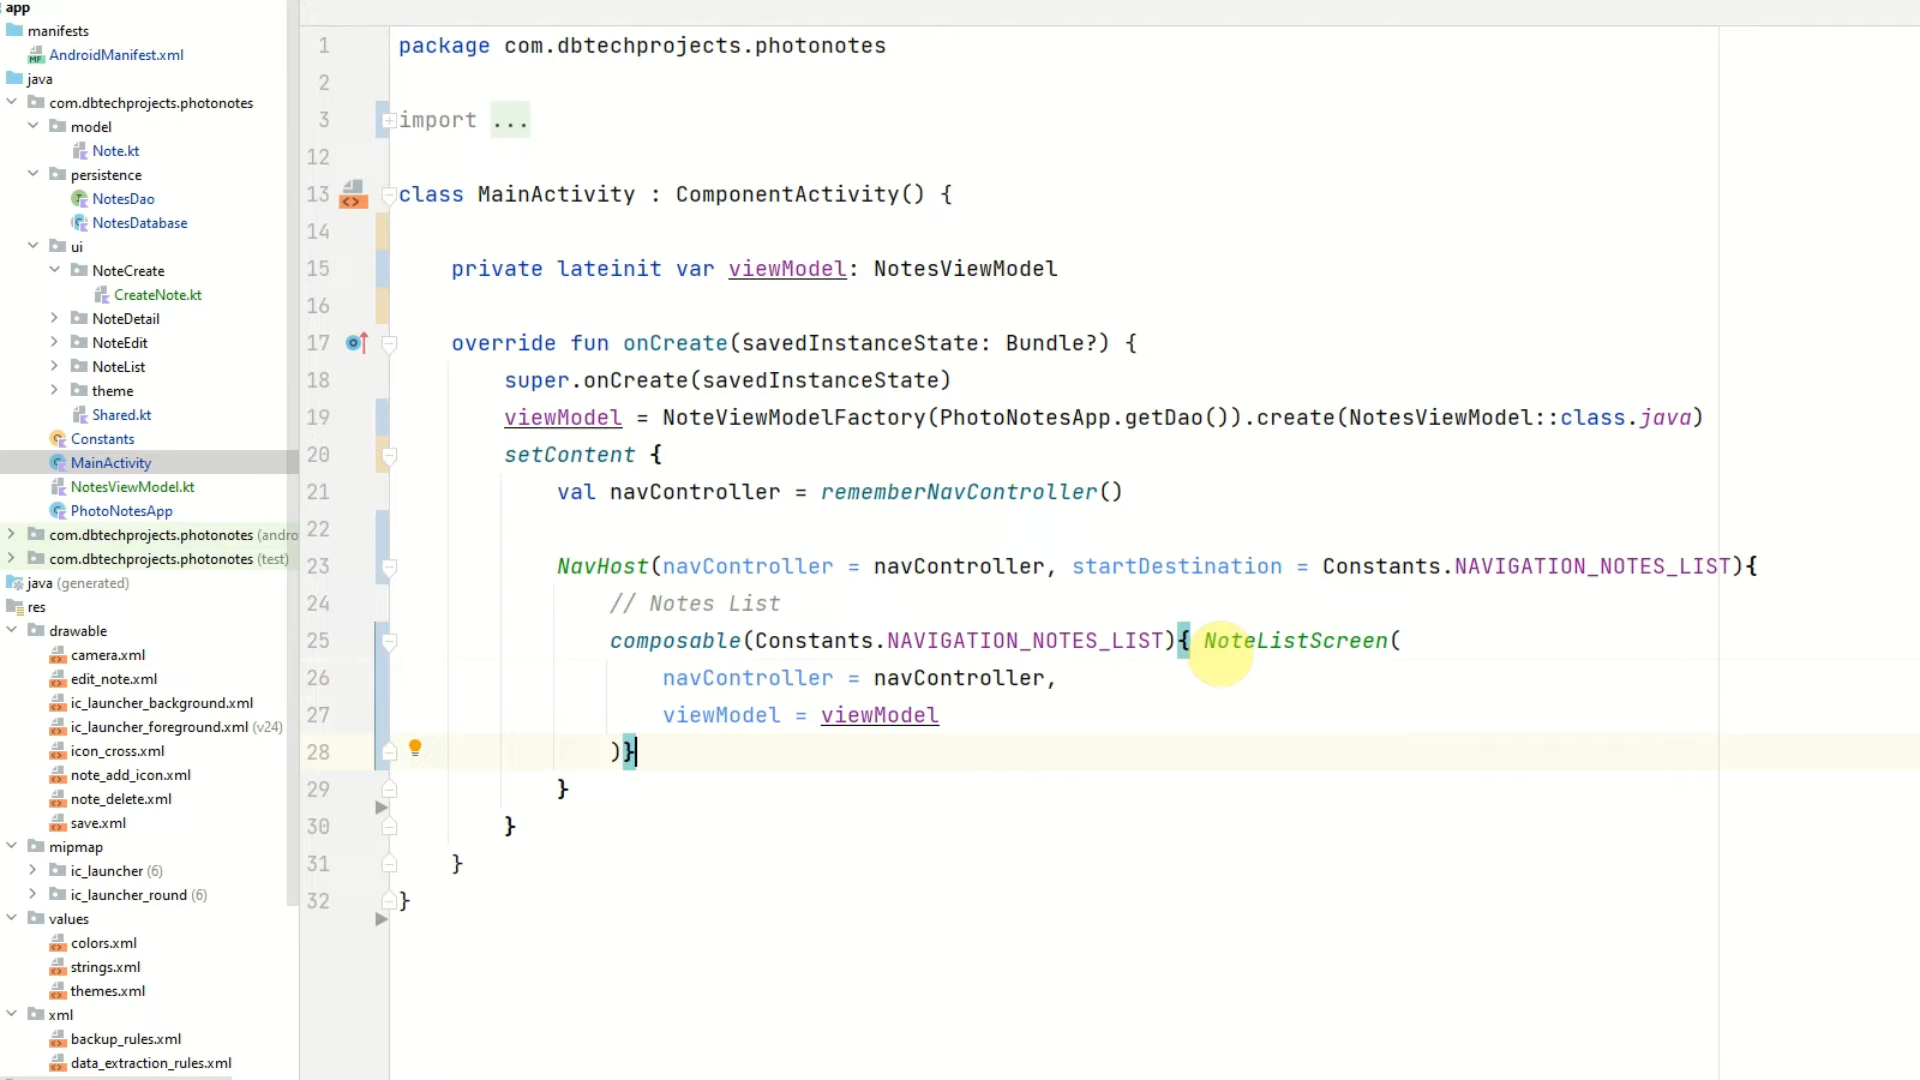 app
manifests
AndroidManifest.xml
java
com.dbtechprojects.photonotes
model
Note.kt
persistence
NotesDao
NotesDatabase
ui
NoteCreate
CreateNote.kt
NoteDetail
NoteEdit
NoteList
theme
Shared.kt
Constants
MainActivity
NotesViewModel.kt
PhotoNotesApp
com.dbtechprojects.photonotes (andro
com.dbtechprojects.photonotes (test)
java (generated)
res
drawable
camera.xml
edit_note.xml
ic_launcher_background.xml
ic_launcher_foreground.xml (v24)
icon_cross.xml
note_add_icon.xml
note_delete.xml
save.xml
mipmap
ic_launcher (6)
ic_launcher_round (6)
values
colors.xml
strings.xml
themes.xml
xml
backup_rules.xml
data_extraction_rules.xml
1 package com.dbtechprojects.photonotes
2
3 import ...
12
13 class MainActivity : ComponentActivity() {
14
15 private lateinit var viewModel: NotesViewModel
16
17 override fun onCreate(savedInstanceState: Bundle?) {
18 super.onCreate(savedInstanceState)
19 viewModel = NoteViewModelFactory(PhotoNotesApp.getDao()).create(NotesViewModel::class.java)
20 setContent {
21 val navController = rememberNavController()
22
23 NavHost(navController = navController, startDestination = Constants.NAVIGATION_NOTES_LIST){
24 // Notes List
25 composable(Constants.NAVIGATION_NOTES_LIST){ NoteListScreen(
26 navController = navController,
27 viewModel = viewModel
28 )}
29 }
30 }
31 }
32 }